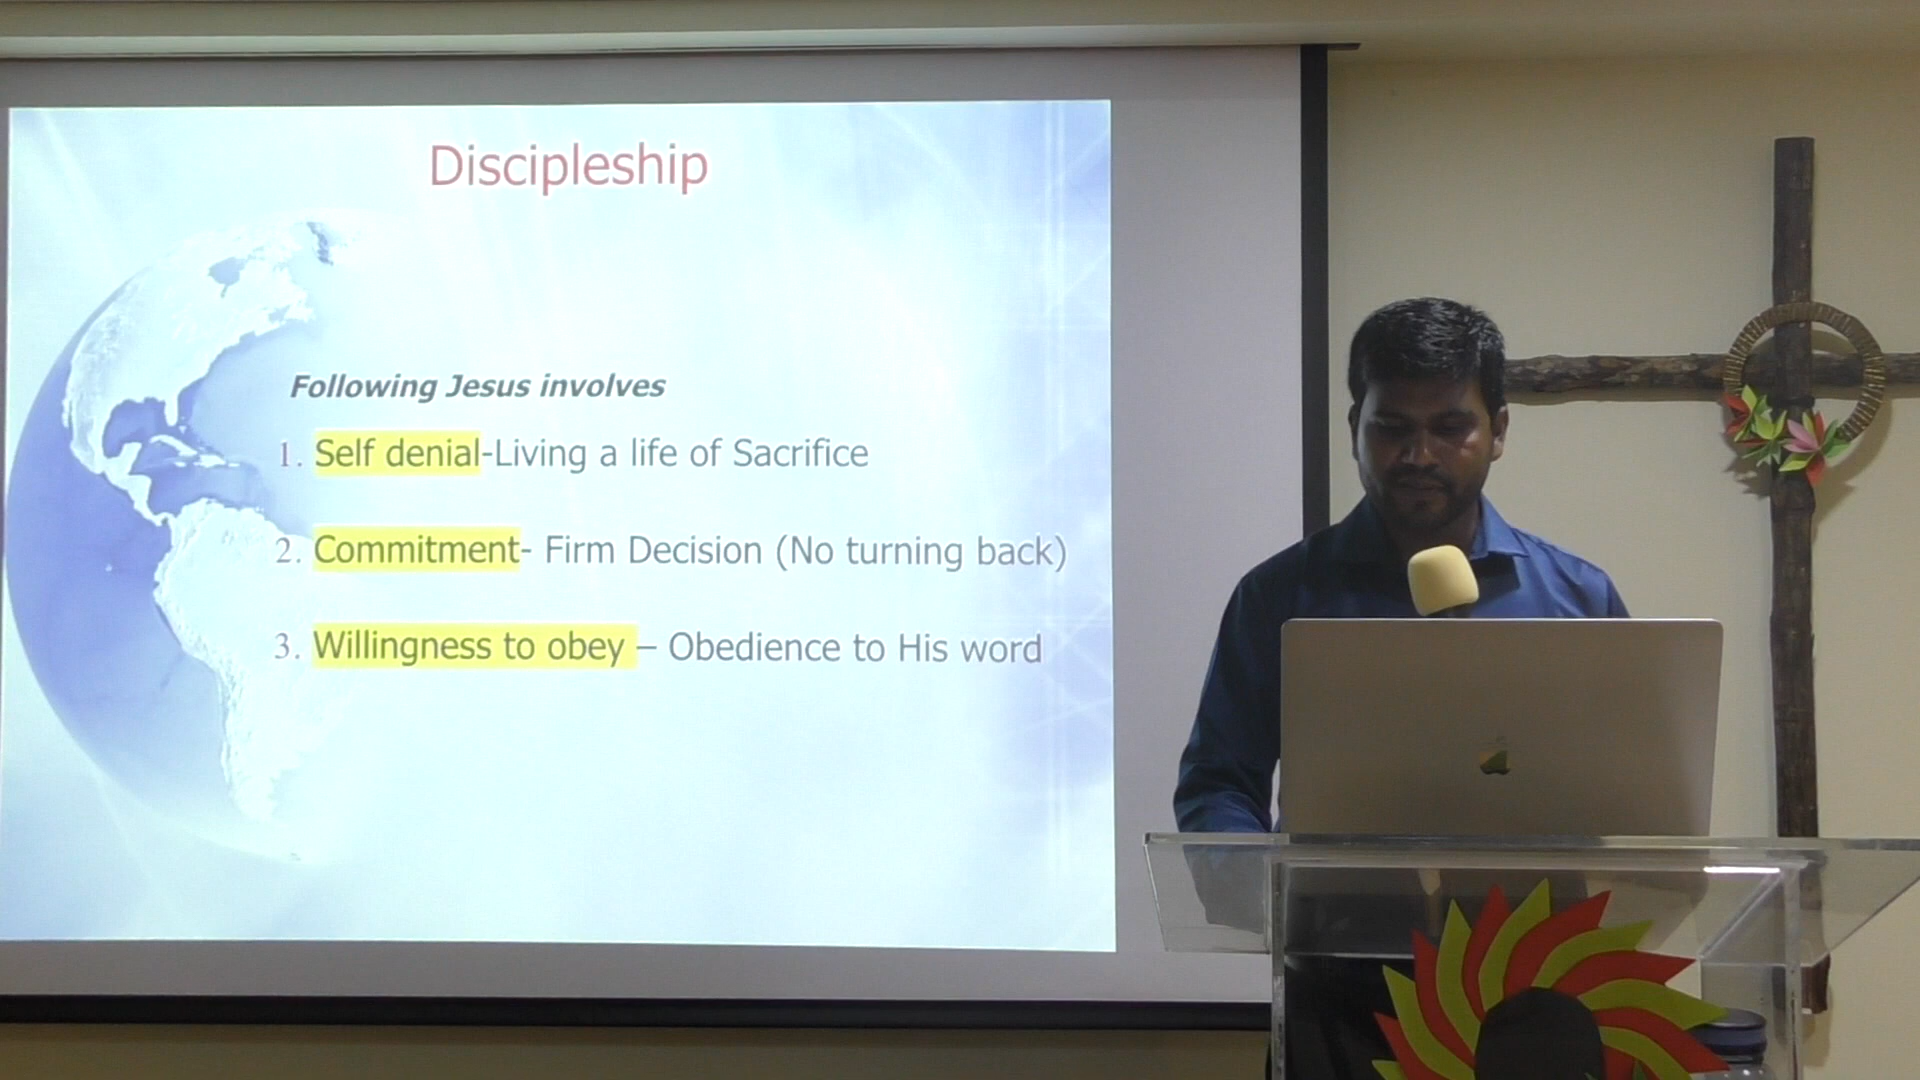 Discipleship
Following Jesus involves
1. Self denial-Living a life of Sacrifice
2. Commitment- Firm Decision (No turning back)
3. Willingness to obey – Obedience to His word